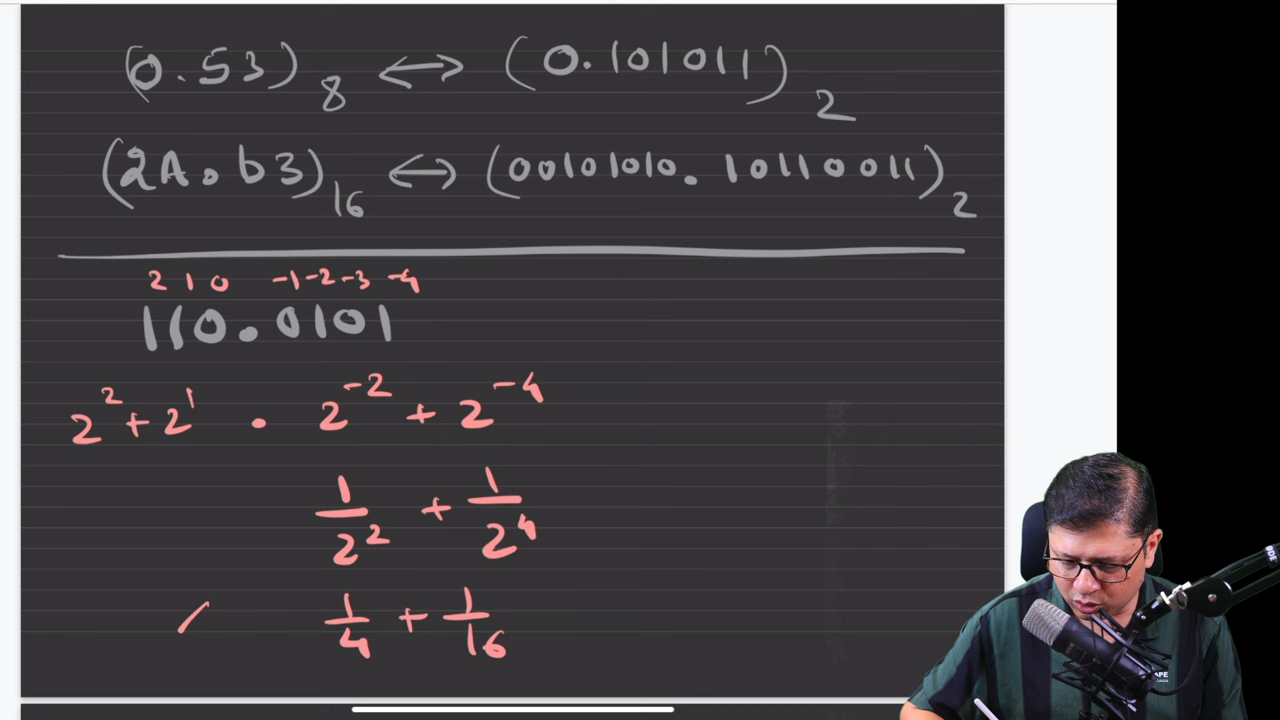 (0.53)₈ ↔ (0.101011)₂
(2A.b3)₁₆ ↔ (00101010.10110011)₂
2 1 0 -1 -2 -3 -4
110.0101
2² + 2¹ . 2⁻² + 2⁻⁴
1/2² + 1/2⁴
1/4 + 1/16